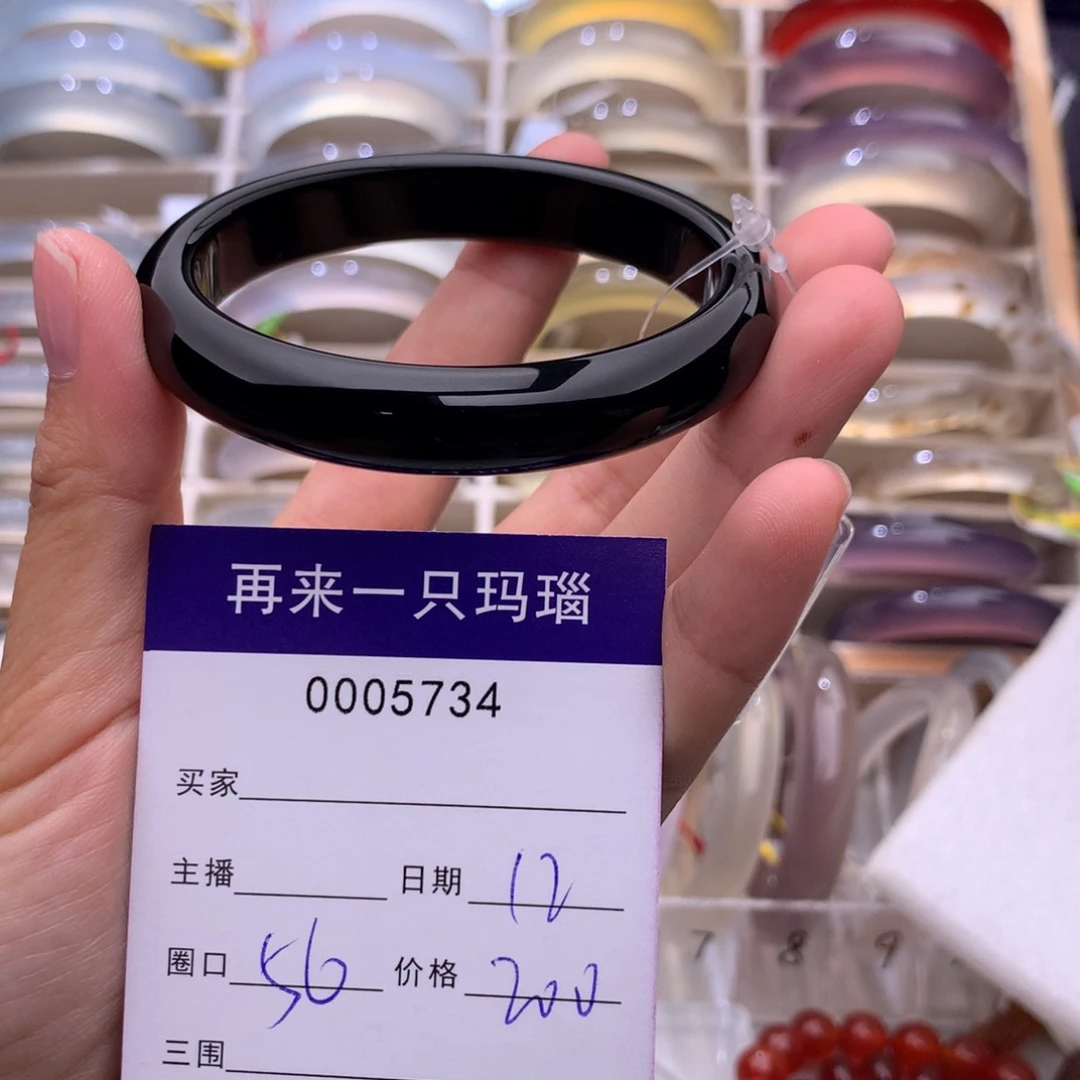 再来一只玛瑙
0005734
买家
主播 日期 12
圈口 56 价格 200
三围
7 8 9